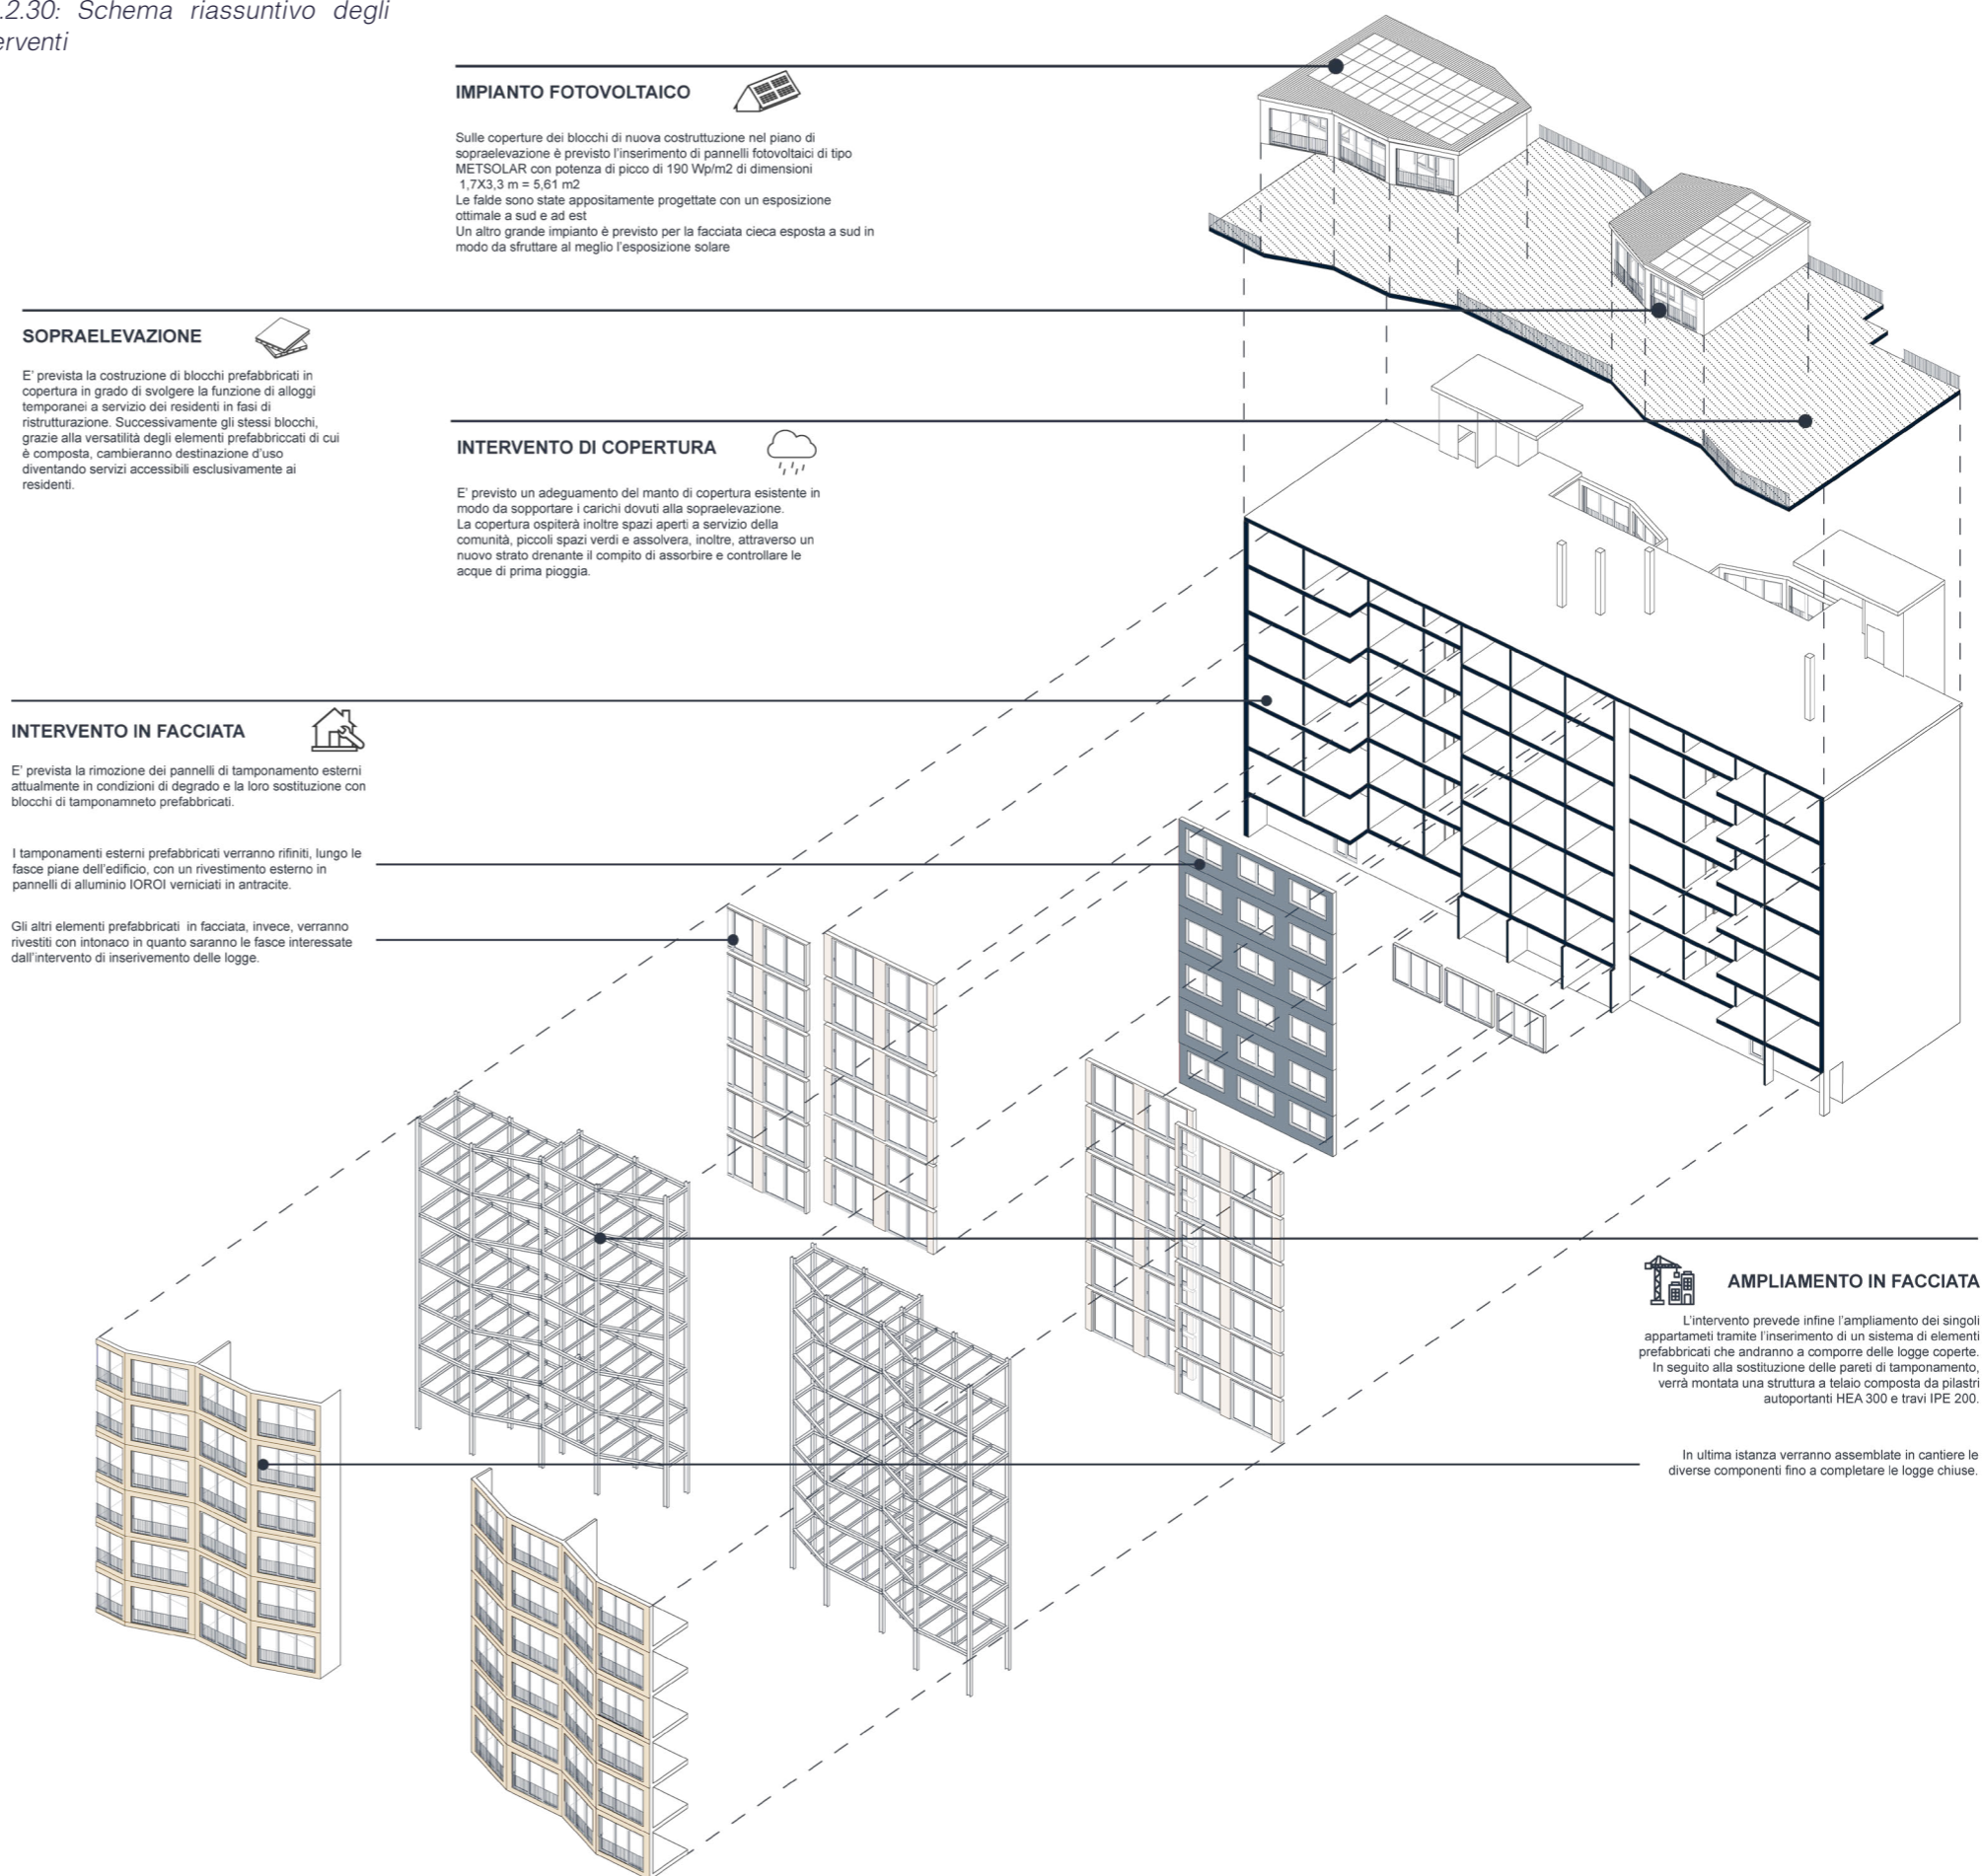 .2.30: Schema riassuntivo degli
erventi
IMPIANTO FOTOVOLTAICO
Sulle coperture dei blocchi di nuova costruttuzione nel piano di
sopraelevazione è previsto l'inserimento di pannelli fotovoltaici di tipo
METSOLAR con potenza di picco di 190 Wp/m2 di dimensioni
1,7X3,3 m = 5,61 m2
Le falde sono state appositamente progettate con un esposizione
ottimale a sud e ad est
Un altro grande impianto è previsto per la facciata cieca esposta a sud in
modo da sfruttare al meglio l'esposizione solare
SOPRAELEVAZIONE
E' prevista la costruzione di blocchi prefabbricati in
copertura in grado di svolgere la funzione di alloggi
temporanei a servizio dei residenti in fasi di
ristrutturazione. Successivamente gli stessi blocchi,
grazie alla versatilità degli elementi prefabbriccati di cui
è composta, cambieranno destinazione d'uso
diventando servizi accessibili esclusivamente ai
residenti.
INTERVENTO DI COPERTURA
E' previsto un adeguamento del manto di copertura esistente in
modo da sopportare i carichi dovuti alla sopraelevazione.
La copertura ospiterà inoltre spazi aperti a servizio della
comunità, piccoli spazi verdi e assolvera, inoltre, attraverso un
nuovo strato drenante il compito di assorbire e controllare le
acque di prima pioggia.
INTERVENTO IN FACCIATA
E' prevista la rimozione dei pannelli di tamponamento esterni
attualmente in condizioni di degrado e la loro sostituzione con
blocchi di tamponamneto prefabbricati.
I tamponamenti esterni prefabbricati verranno rifiniti, lungo le
fasce piane dell'edificio, con un rivestimento esterno in
pannelli di alluminio IOROI verniciati in antracite.
Gli altri elementi prefabbricati in facciata, invece, verranno
rivestiti con intonaco in quanto saranno le fasce interessate
dall'intervento di inserivemento delle logge.
AMPLIAMENTO IN FACCIATA
L'intervento prevede infine l'ampliamento dei singoli
appartameti tramite l'inserimento di un sistema di elementi
prefabbricati che andranno a comporre delle logge coperte.
In seguito alla sostituzione delle pareti di tamponamento,
verrà montata una struttura a telaio composta da pilastri
autoportanti HEA 300 e travi IPE 200.
In ultima istanza verranno assemblate in cantiere le
diverse componenti fino a completare le logge chiuse.